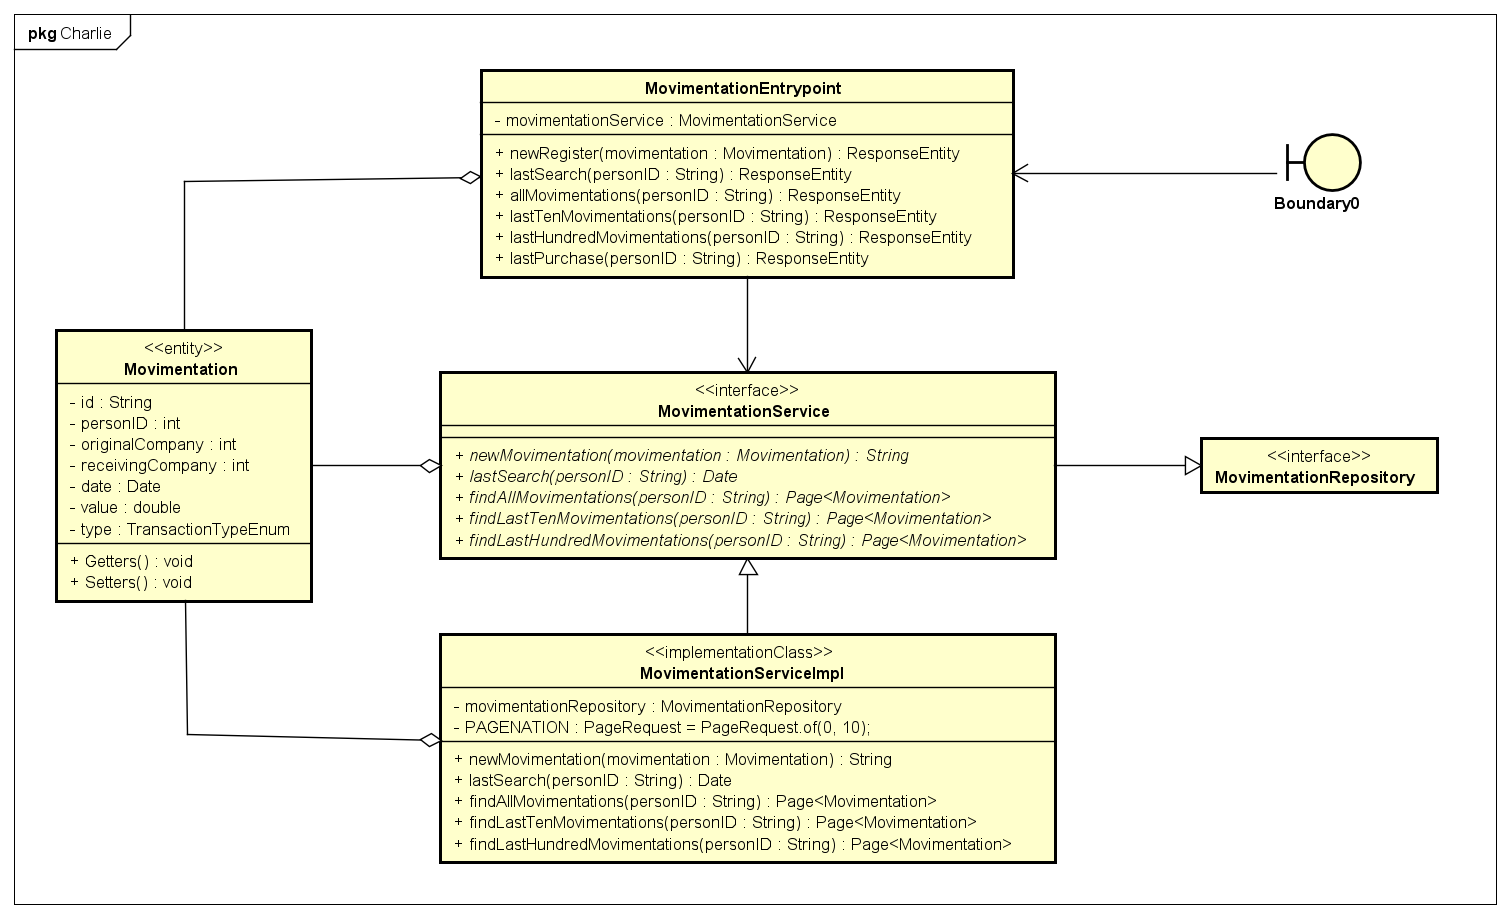 pkg Charlie
MovimentationEntrypoint
- movimentationService : MovimentationService
+ newRegister(movimentation : Movimentation) : ResponseEntity
+ lastSearch(personID : String) : ResponseEntity
+ allMovimentations(personID : String) : ResponseEntity
+ lastTenMovimentations(personID : String) : ResponseEntity
+ lastHundredMovimentations(personID : String) : ResponseEntity
+ lastPurchase(personID : String) : ResponseEntity
Boundary0
<<entity>>
Movimentation
- id : String
- personID : int
- originalCompany : int
- receivingCompany : int
- date : Date
- value : double
- type : TransactionTypeEnum
+ Getters() : void
+ Setters() : void
<<interface>>
MovimentationService
+ newMovimentation(movimentation : Movimentation) : String
+ lastSearch(personID : String) : Date
+ findAllMovimentations(personID : String) : Page<Movimentation>
+ findLastTenMovimentations(personID : String) : Page<Movimentation>
+ findLastHundredMovimentations(personID : String) : Page<Movimentation>
<<interface>>
MovimentationRepository
<<implementationClass>>
MovimentationServiceImpl
- movimentationRepository : MovimentationRepository
- PAGENATION : PageRequest = PageRequest.of(0, 10);
+ newMovimentation(movimentation : Movimentation) : String
+ lastSearch(personID : String) : Date
+ findAllMovimentations(personID : String) : Page<Movimentation>
+ findLastTenMovimentations(personID : String) : Page<Movimentation>
+ findLastHundredMovimentations(personID : String) : Page<Movimentation>